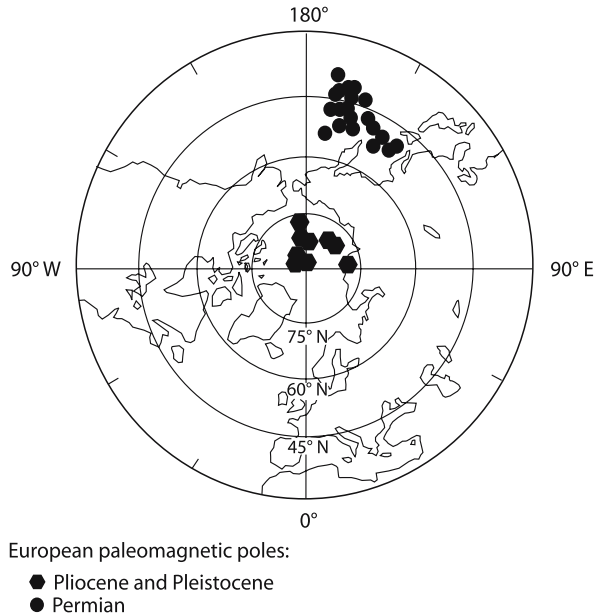 180°
90° W
90° E
75° N
60° N
45° N
0°
European paleomagnetic poles:
Pliocene and Pleistocene
Permian